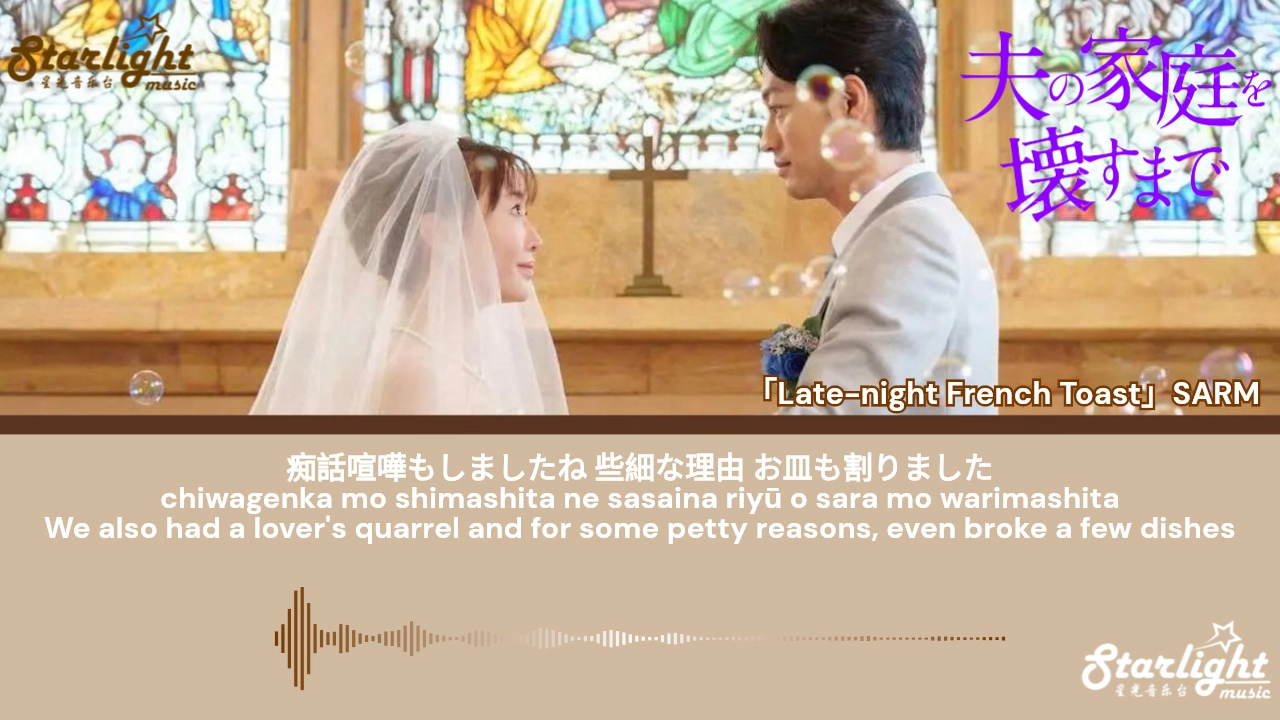 Starlight
星光音乐台 music
夫の家庭を
壊すまで
「Late-night French Toast」 SARM
痴話喧嘩もしましたね 些細な理由 お皿も割りました
chiwagenka mo shimashita ne sasaina riyū o sara mo warimashita
We also had a lover's quarrel and for some petty reasons, even broke a few dishes
Starlight
星光音乐台 music